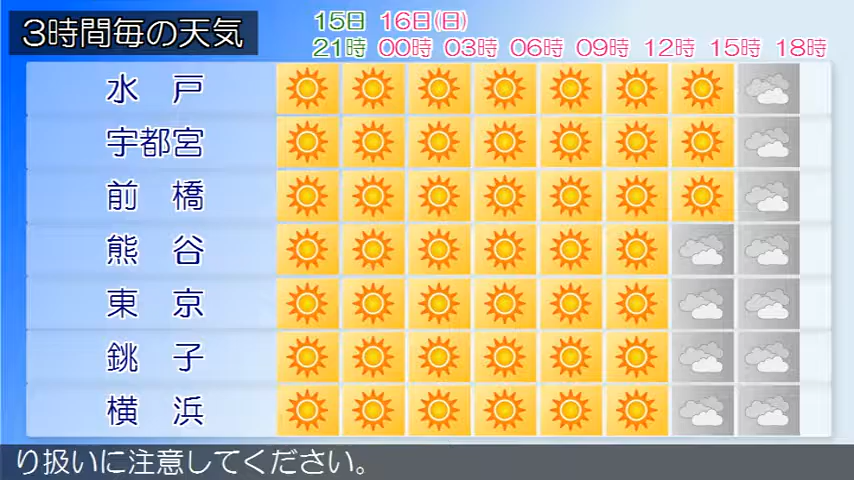 3時間毎の天気
15日 16日(日)
21時 00時 03時 06時 09時 12時 15時 18時
水戸
宇都宮
前橋
熊谷
東京
銚子
横浜
り扱いに注意してください。